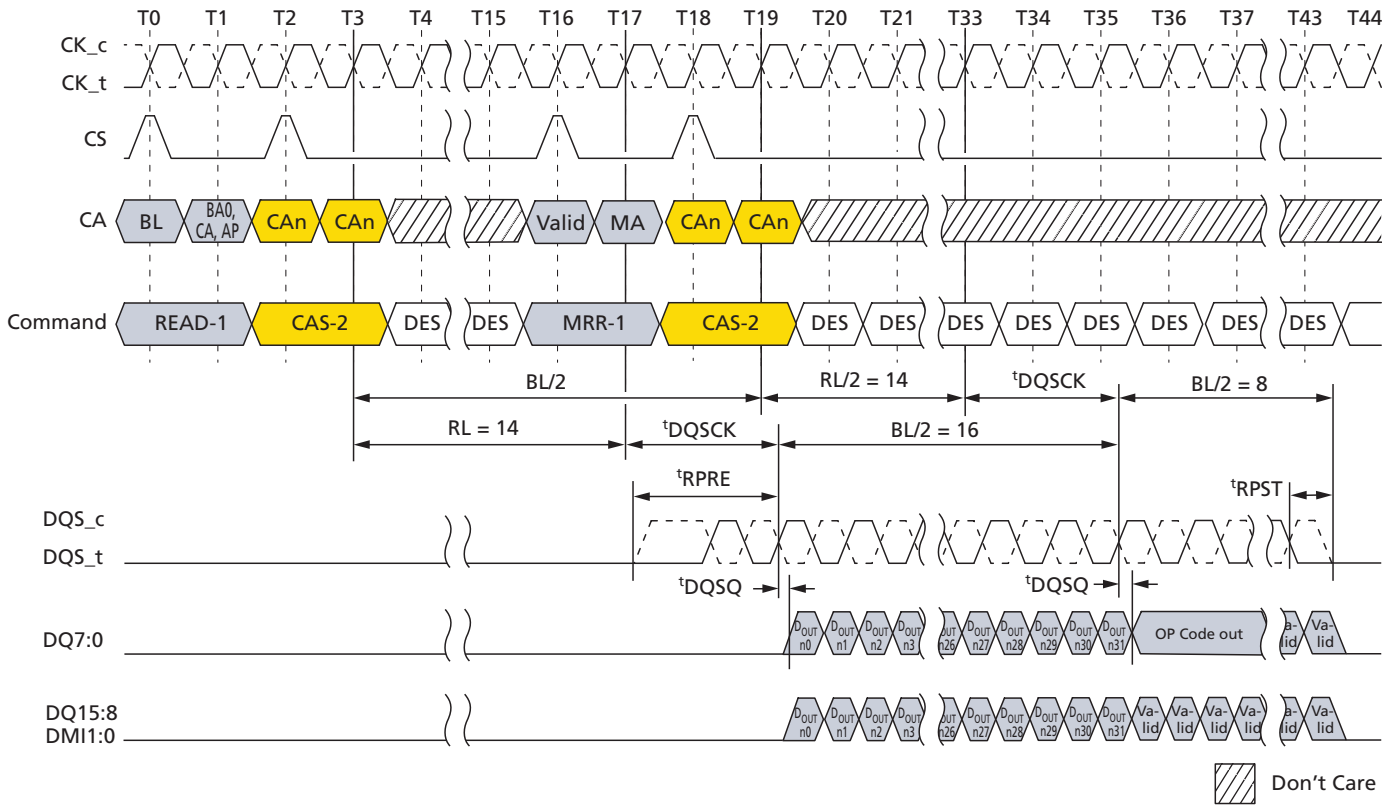 T0 T1 T2 T3 T4 T15 T16 T17 T18 T19 T20 T21 T33 T34 T35 T36 T37 T43 T44
CK_c
CK_t
CS
CA BL BA0, CA, AP CAn CAn Valid MA CAn CAn
Command READ-1 CAS-2 DES DES MRR-1 CAS-2 DES DES DES DES DES DES DES DES
BL/2 RL/2 = 14 tDQSCK BL/2 = 8
RL = 14 tDQSCK BL/2 = 16
tRPRE tRPST
DQS_c
DQS_t
tDQSQ tDQSQ
DQ7:0 DOUT n0 DOUT n1 DOUT n2 DOUT n3 DOUT n26 DOUT n27 DOUT n28 DOUT n29 DOUT n30 DOUT n31 OP Code out a-lid Va-lid
DQ15:8
DMI1:0 DOUT n0 DOUT n1 DOUT n2 DOUT n3 DOUT n26 DOUT n27 DOUT n28 DOUT n29 DOUT n30 DOUT n31 Va-lid Va-lid Va-lid Va-lid a-lid Va-lid
Don't Care